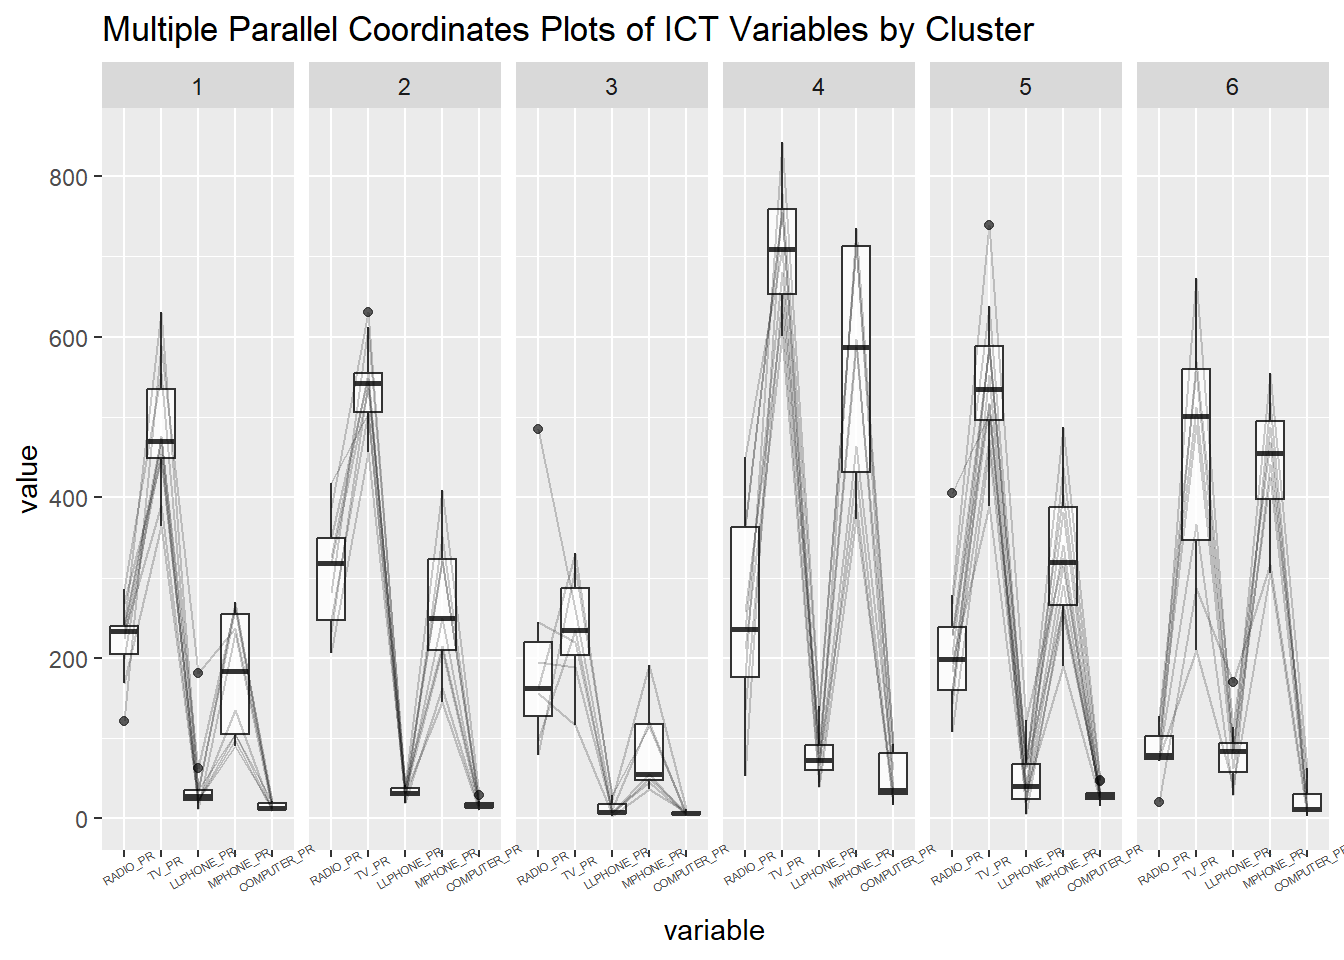 Multiple Parallel Coordinates Plots of ICT Variables by Cluster
1 2 3 4 5 6
800
600
400
200
0
value
RADIO_PR TV_PR LLPHONE_PR MPHONE_PR COMPUTER_PR RADIO_PR TV_PR LLPHONE_PR MPHONE_PR COMPUTER_PR RADIO_PR TV_PR LLPHONE_PR MPHONE_PR COMPUTER_PR RADIO_PR TV_PR LLPHONE_PR MPHONE_PR COMPUTER_PR RADIO_PR TV_PR LLPHONE_PR MPHONE_PR COMPUTER_PR RADIO_PR TV_PR LLPHONE_PR MPHONE_PR COMPUTER_PR
variable